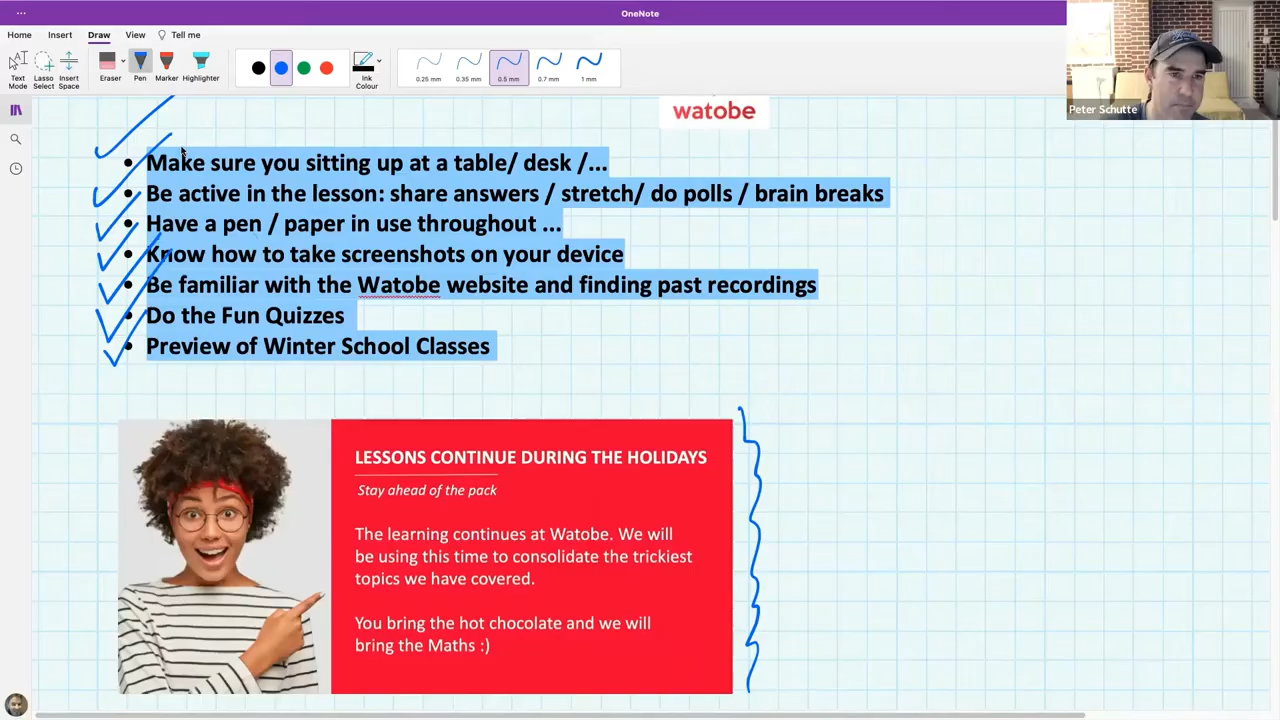 OneNote
Home Insert Draw View Tell me
Text Mode
Lasso Select
Insert Space
Eraser
Pen
Marker
Highlighter
Ink Colour
0.25 mm
0.35 mm
0.5 mm
0.7 mm
1 mm
Peter Schutte
watobe
• Make sure you sitting up at a table/ desk /...
• Be active in the lesson: share answers / stretch/ do polls / brain breaks
• Have a pen / paper in use throughout ...
• Know how to take screenshots on your device
• Be familiar with the Watobe website and finding past recordings
• Do the Fun Quizzes
• Preview of Winter School Classes
LESSONS CONTINUE DURING THE HOLIDAYS
Stay ahead of the pack
The learning continues at Watobe. We will
be using this time to consolidate the trickiest
topics we have covered.
You bring the hot chocolate and we will
bring the Maths :)